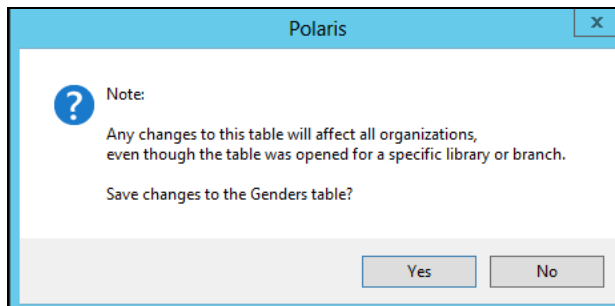 Polaris
x
?
Note:
Any changes to this table will affect all organizations,
even though the table was opened for a specific library or branch.
Save changes to the Genders table?
Yes
No